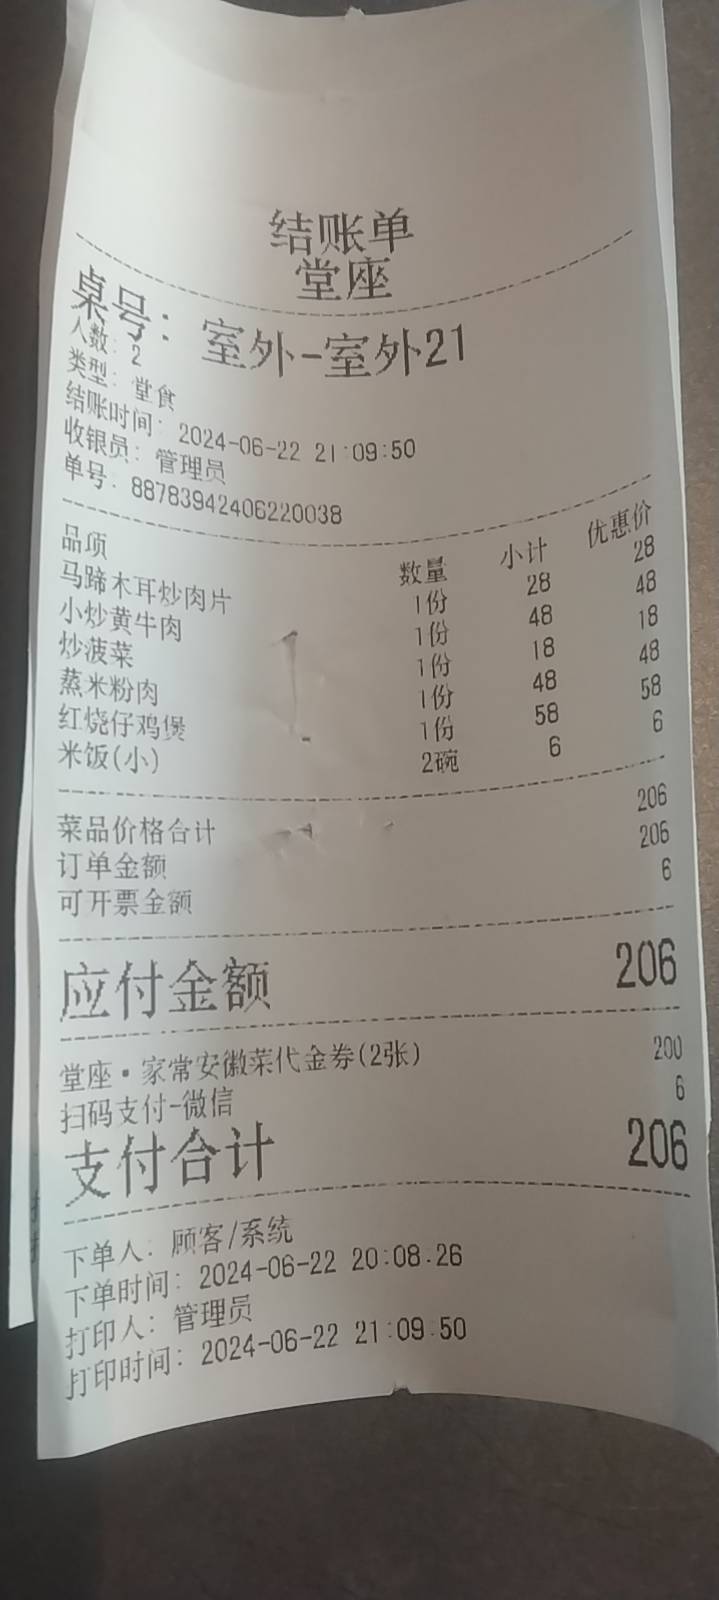 结账单
堂座
桌号: 室外-室外21
人数: 2
类型: 堂食
结账时间: 2024-06-22 21:09:50
收银员: 管理员
单号: 88783942406220038
品项 数量 小计 优惠价
马蹄木耳炒肉片 1份 28 28
小炒黄牛肉 1份 48 48
炒菠菜 1份 18 18
蒸米粉肉 1份 48 48
红烧仔鸡煲 1份 58 58
米饭(小) 2碗 6 6
菜品价格合计 206
订单金额 206
可开票金额 6
应付金额 206
堂座·家常安徽菜代金券(2张) 200
扫码支付-微信 6
支付合计 206
下单人: 顾客/系统
下单时间: 2024-06-22 20:08:26
打印人: 管理员
打印时间: 2024-06-22 21:09:50